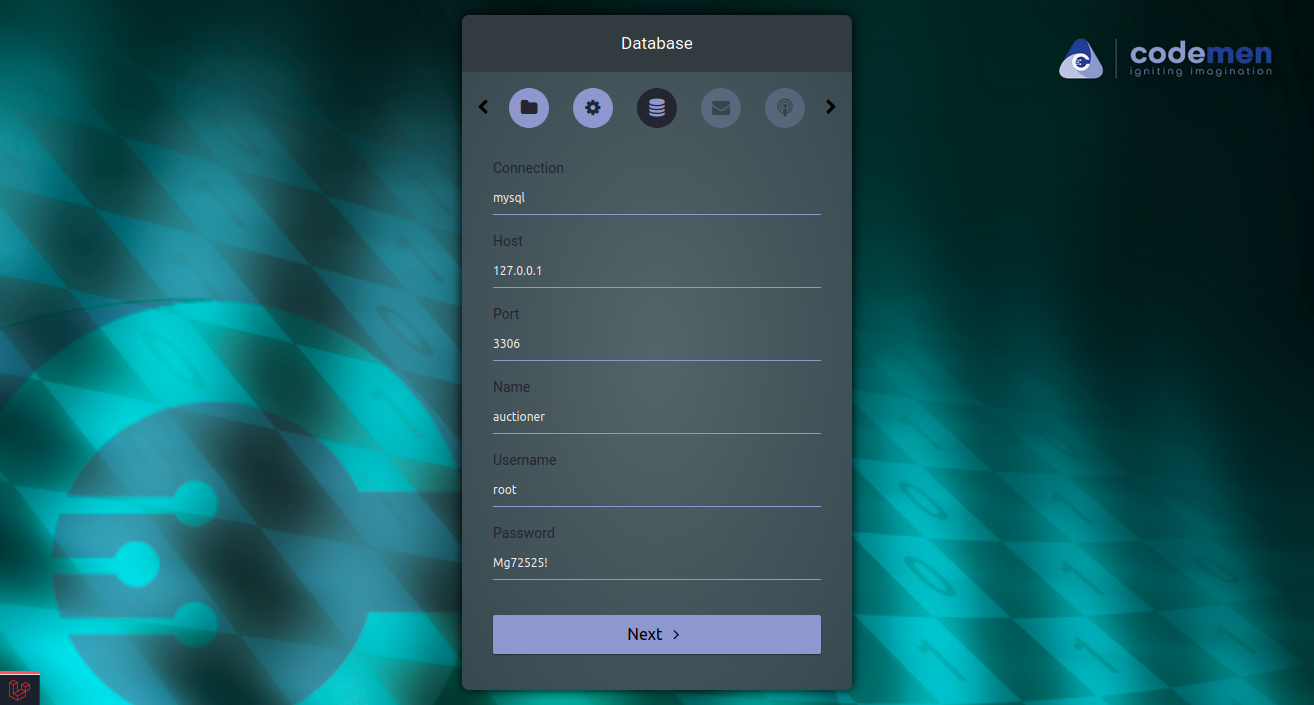 Database
codemen
igniting imagination
Connection
mysql
Host
127.0.0.1
Port
3306
Name
auctioner
Username
root
Password
Mg72525!
Next